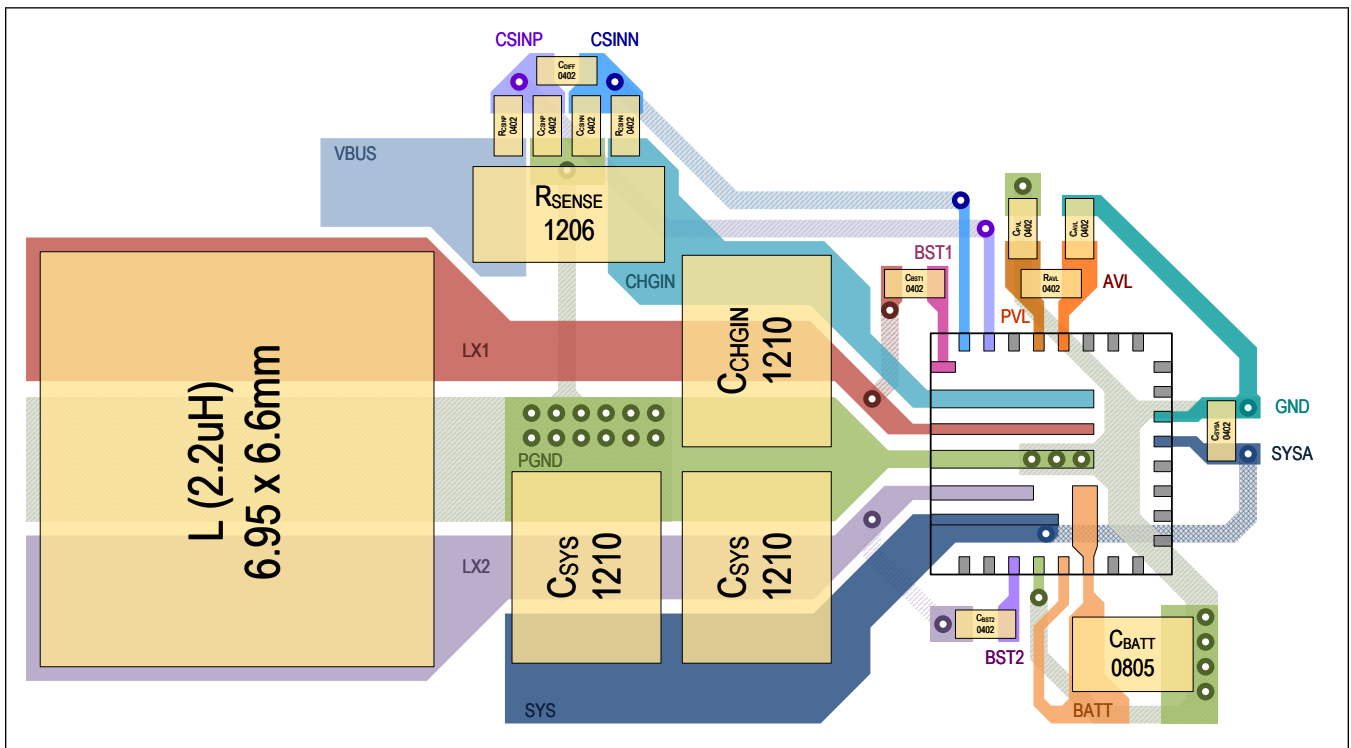 CSINP
CSINN
CDIFF
0402
RCSINP
0402
CCSINP
0402
CCSINN
0402
RCSINN
0402
VBUS
RSENSE
1206
CPVL
0402
CAVL
0402
BST1
CBST1
0402
RAVL
0402
AVL
PVL
CHGIN
CCHGIN
1210
LX1
L (2.2uH)
6.95 x 6.6mm
PGND
GND
CSYSA
0402
SYSA
LX2
CSYS
1210
CSYS
1210
CBST2
0402
BST2
CBATT
0805
BATT
SYS